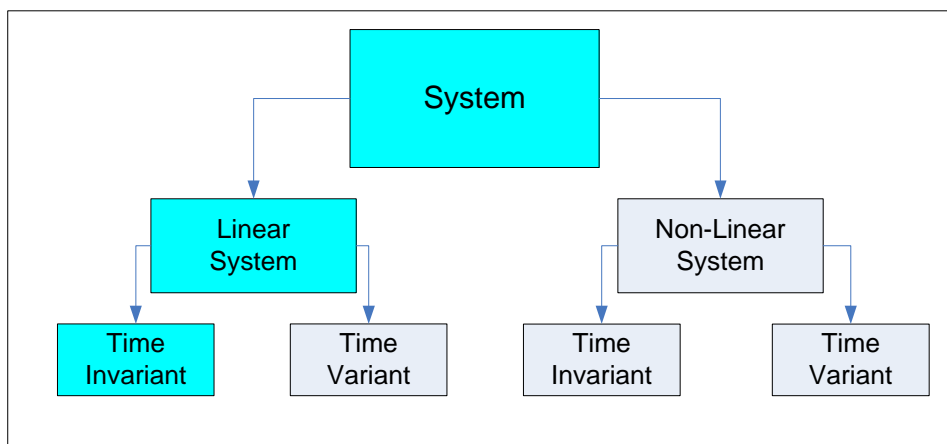 System
Linear
System
Non-Linear
System
Time
Invariant
Time
Variant
Time
Invariant
Time
Variant